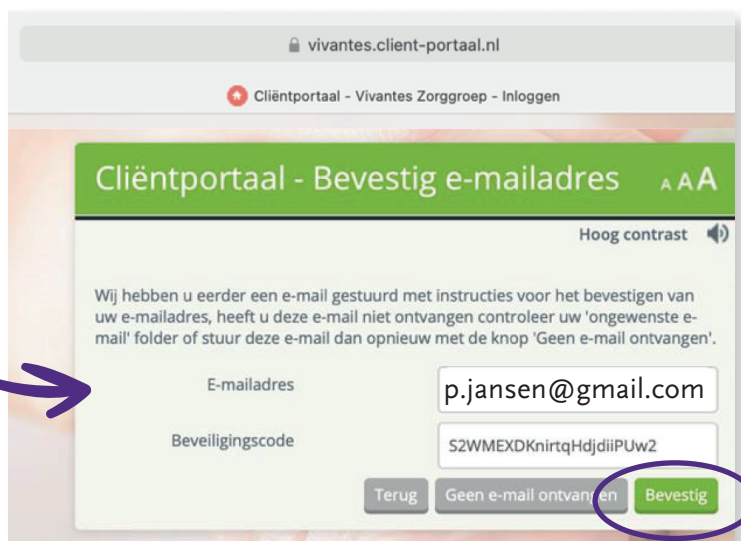 vivantes.client-portaal.nl
Cliëntportaal - Vivantes Zorggroep - Inloggen
Cliëntportaal - Bevestig e-mailadres A A A
Hoog contrast
Wij hebben u eerder een e-mail gestuurd met instructies voor het bevestigen van
uw e-mailadres, heeft u deze e-mail niet ontvangen controleer uw 'ongewenste e-
mail' folder of stuur deze e-mail dan opnieuw met de knop 'Geen e-mail ontvangen'.
E-mailadres p.jansen@gmail.com
Beveiligingscode S2WMEXDKnirtqHdjdiiPUw2
Terug Geen e-mail ontvangen Bevestig